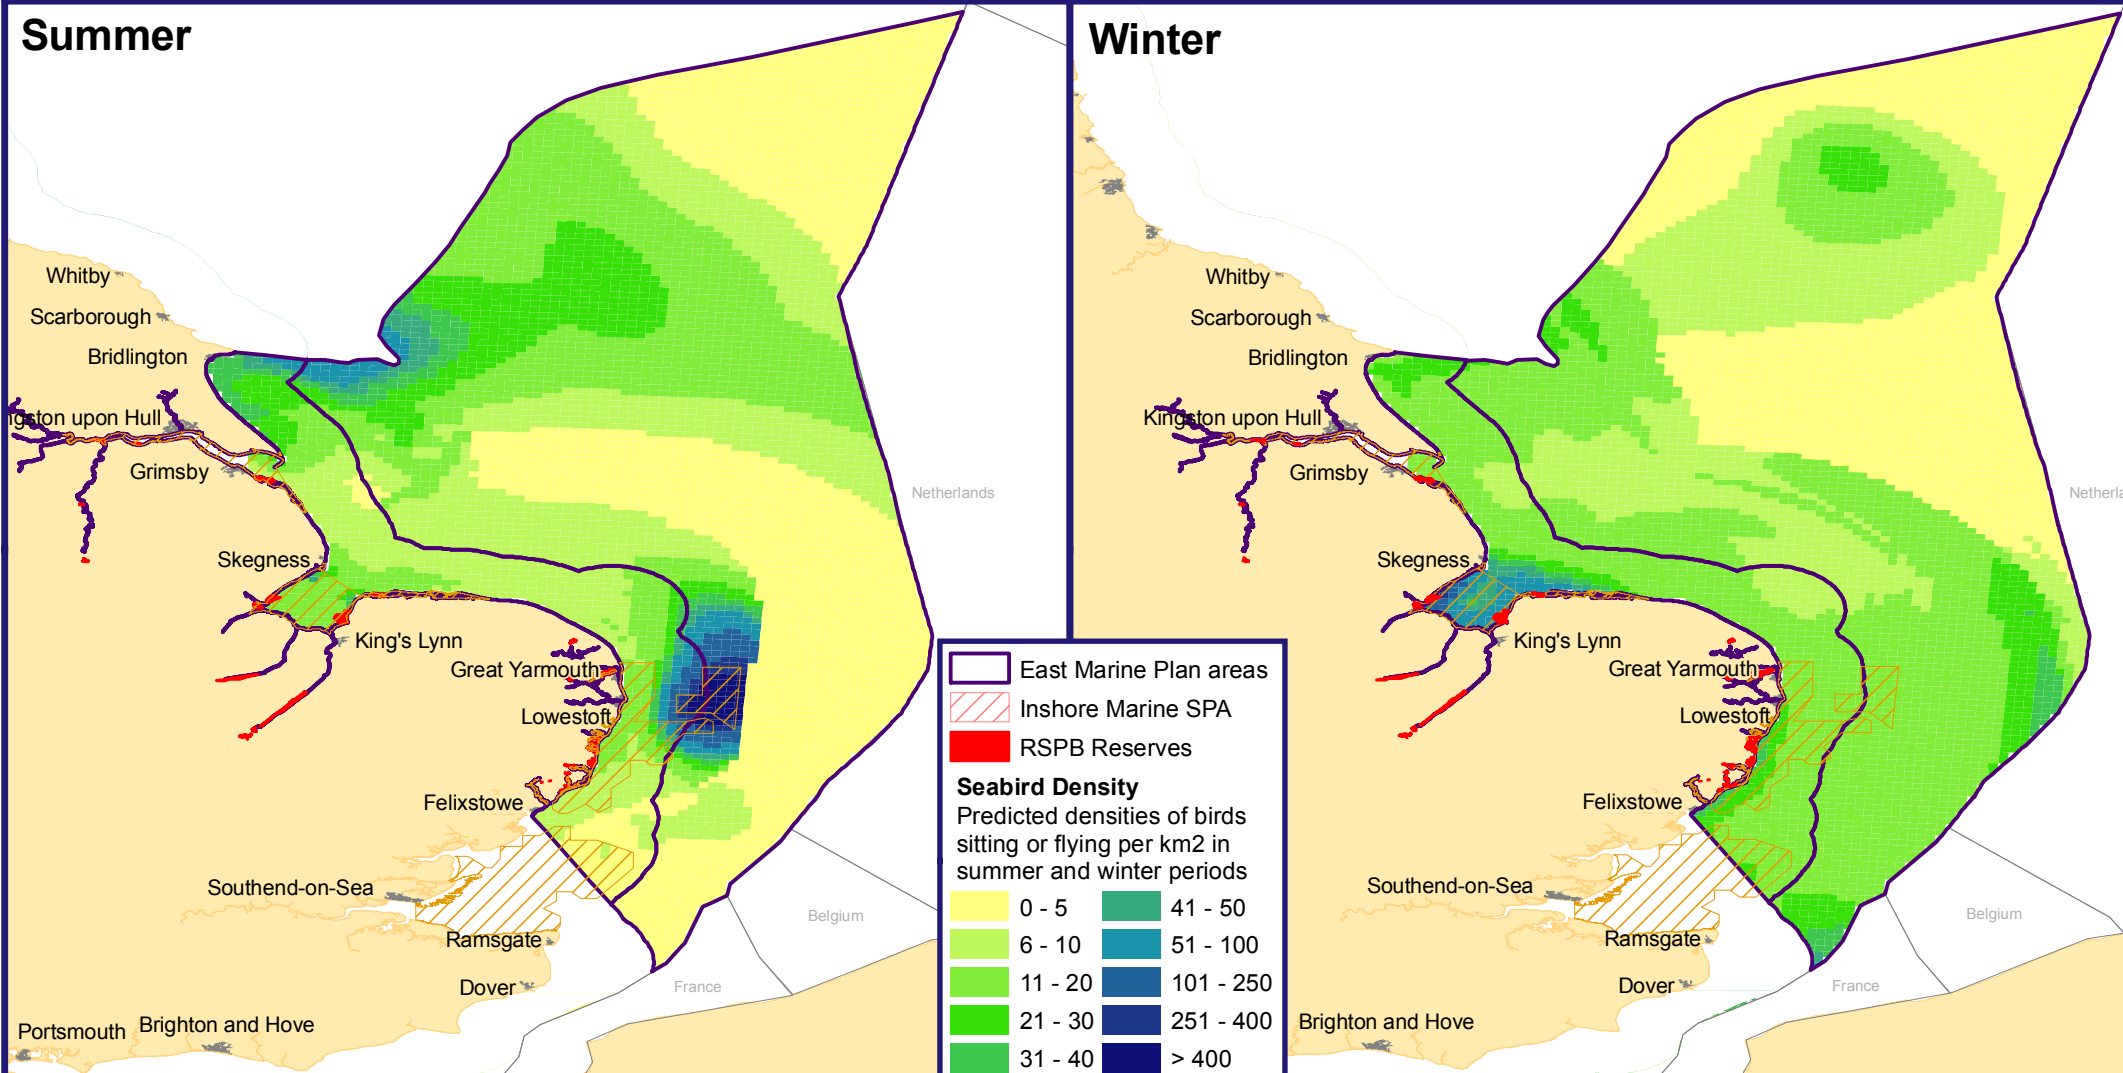 Summer
Whitby
Scarborough
Bridlington
ngston upon Hull
Grimsby
Skegness
King's Lynn
Great Yarmouth
Lowestoft
Felixstowe
Southend-on-Sea
Ramsgate
Dover
Portsmouth
Brighton and Hove
Netherlands
Belgium
France
Winter
Whitby
Scarborough
Bridlington
Kingston upon Hull
Grimsby
Skegness
King's Lynn
Great Yarmouth
Lowestoft
Felixstowe
Southend-on-Sea
Ramsgate
Dover
Brighton and Hove
Netherla
Belgium
France
East Marine Plan areas
Inshore Marine SPA
RSPB Reserves
Seabird Density
Predicted densities of birds
sitting or flying per km2 in
summer and winter periods
0 - 5
6 - 10
11 - 20
21 - 30
31 - 40
41 - 50
51 - 100
101 - 250
251 - 400
> 400